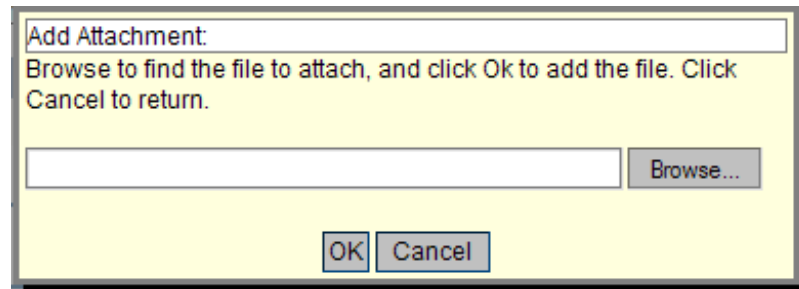 Add Attachment:
Browse to find the file to attach, and click Ok to add the file. Click
Cancel to return.
Browse...
OK Cancel